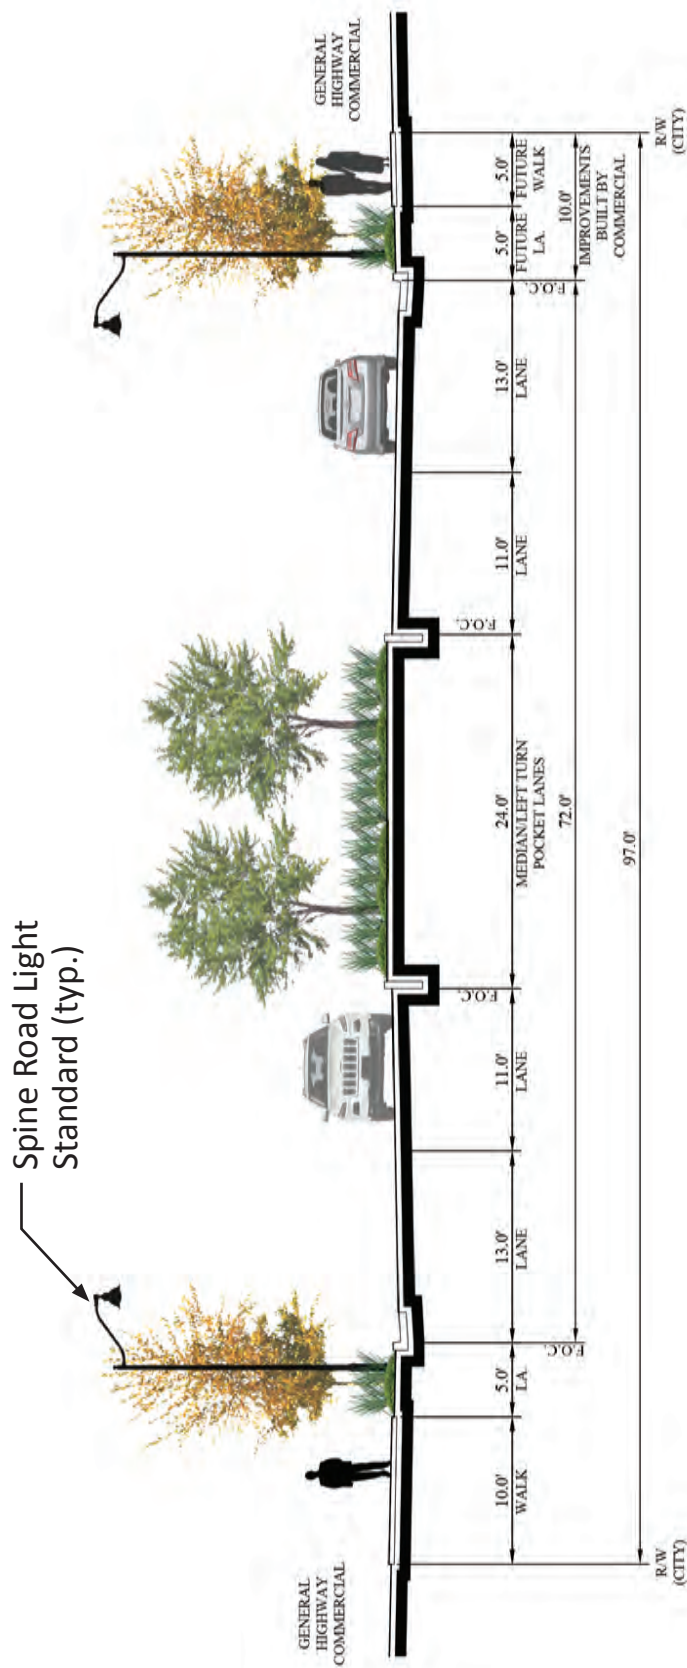 Spine Road Light
Standard (typ.)
GENERAL
HIGHWAY
COMMERCIAL
GENERAL
HIGHWAY
COMMERCIAL
10.0'
WALK
5.0'
LA.
F.O.C.
13.0'
LANE
11.0'
LANE
F.O.C.
24.0'
MEDIAN/LEFT TURN
POCKET LANES
F.O.C.
11.0'
LANE
13.0'
LANE
F.O.C.
5.0'
FUTURE
LA.
5.0'
FUTURE
WALK
72.0'
10.0'
IMPROVEMENTS
BUILT BY
COMMERCIAL
97.0'
R/W
(CITY)
R/W
(CITY)